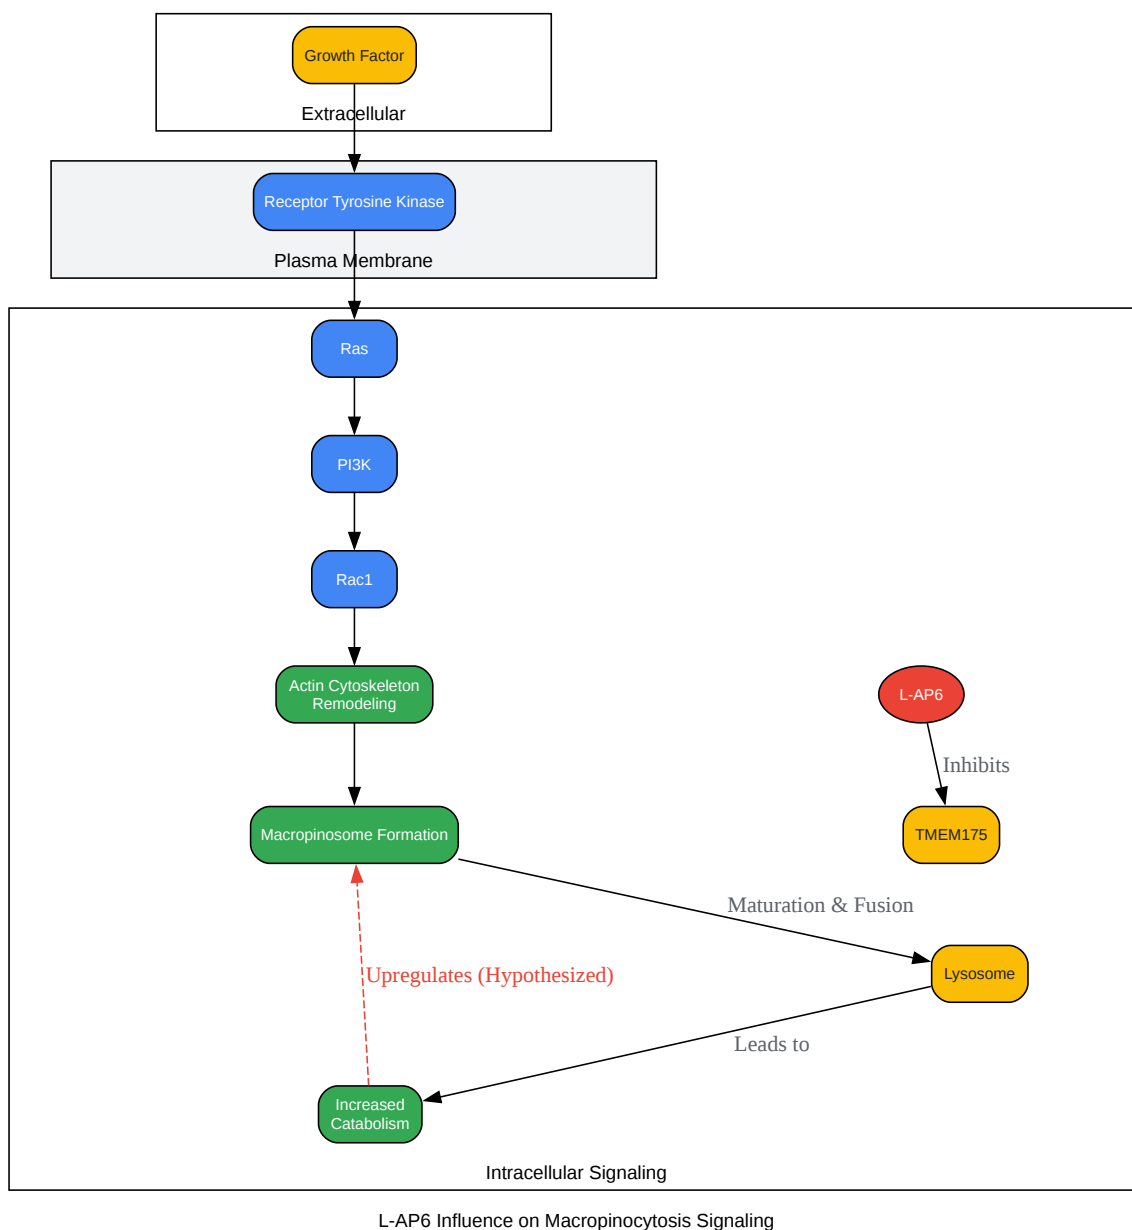 Growth Factor
Extracellular
Receptor Tyrosine Kinase
Plasma Membrane
Ras
PI3K
Rac1
Actin Cytoskeleton
Remodeling
L-AP6
Inhibits
Macropinosome Formation
TMEM175
Maturation & Fusion
Upregulates (Hypothesized)
Lysosome
Leads to
Increased
Catabolism
Intracellular Signaling
L-AP6 Influence on Macropinocytosis Signaling